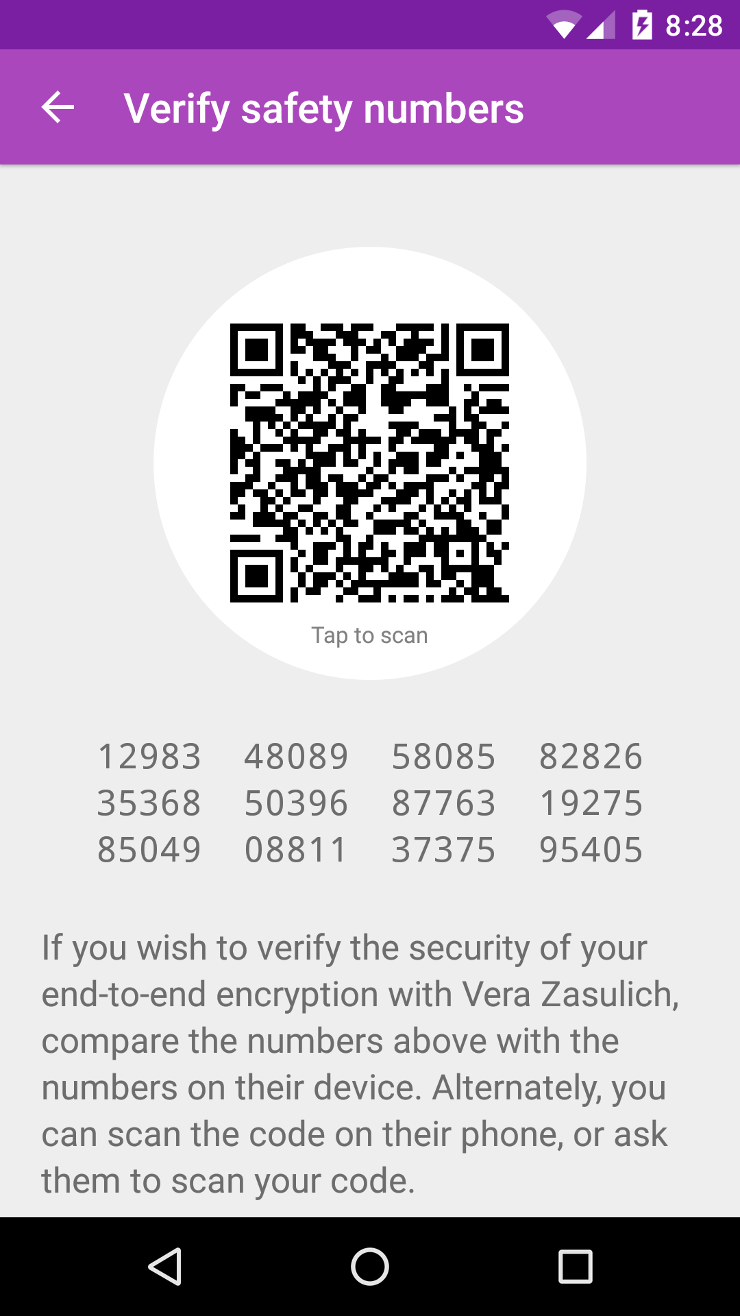 8:28
Verify safety numbers
Tap to scan
12983 48089 58085 82826
35368 50396 87763 19275
85049 08811 37375 95405
If you wish to verify the security of your
end-to-end encryption with Vera Zasulich,
compare the numbers above with the
numbers on their device. Alternately, you
can scan the code on their phone, or ask
them to scan your code.